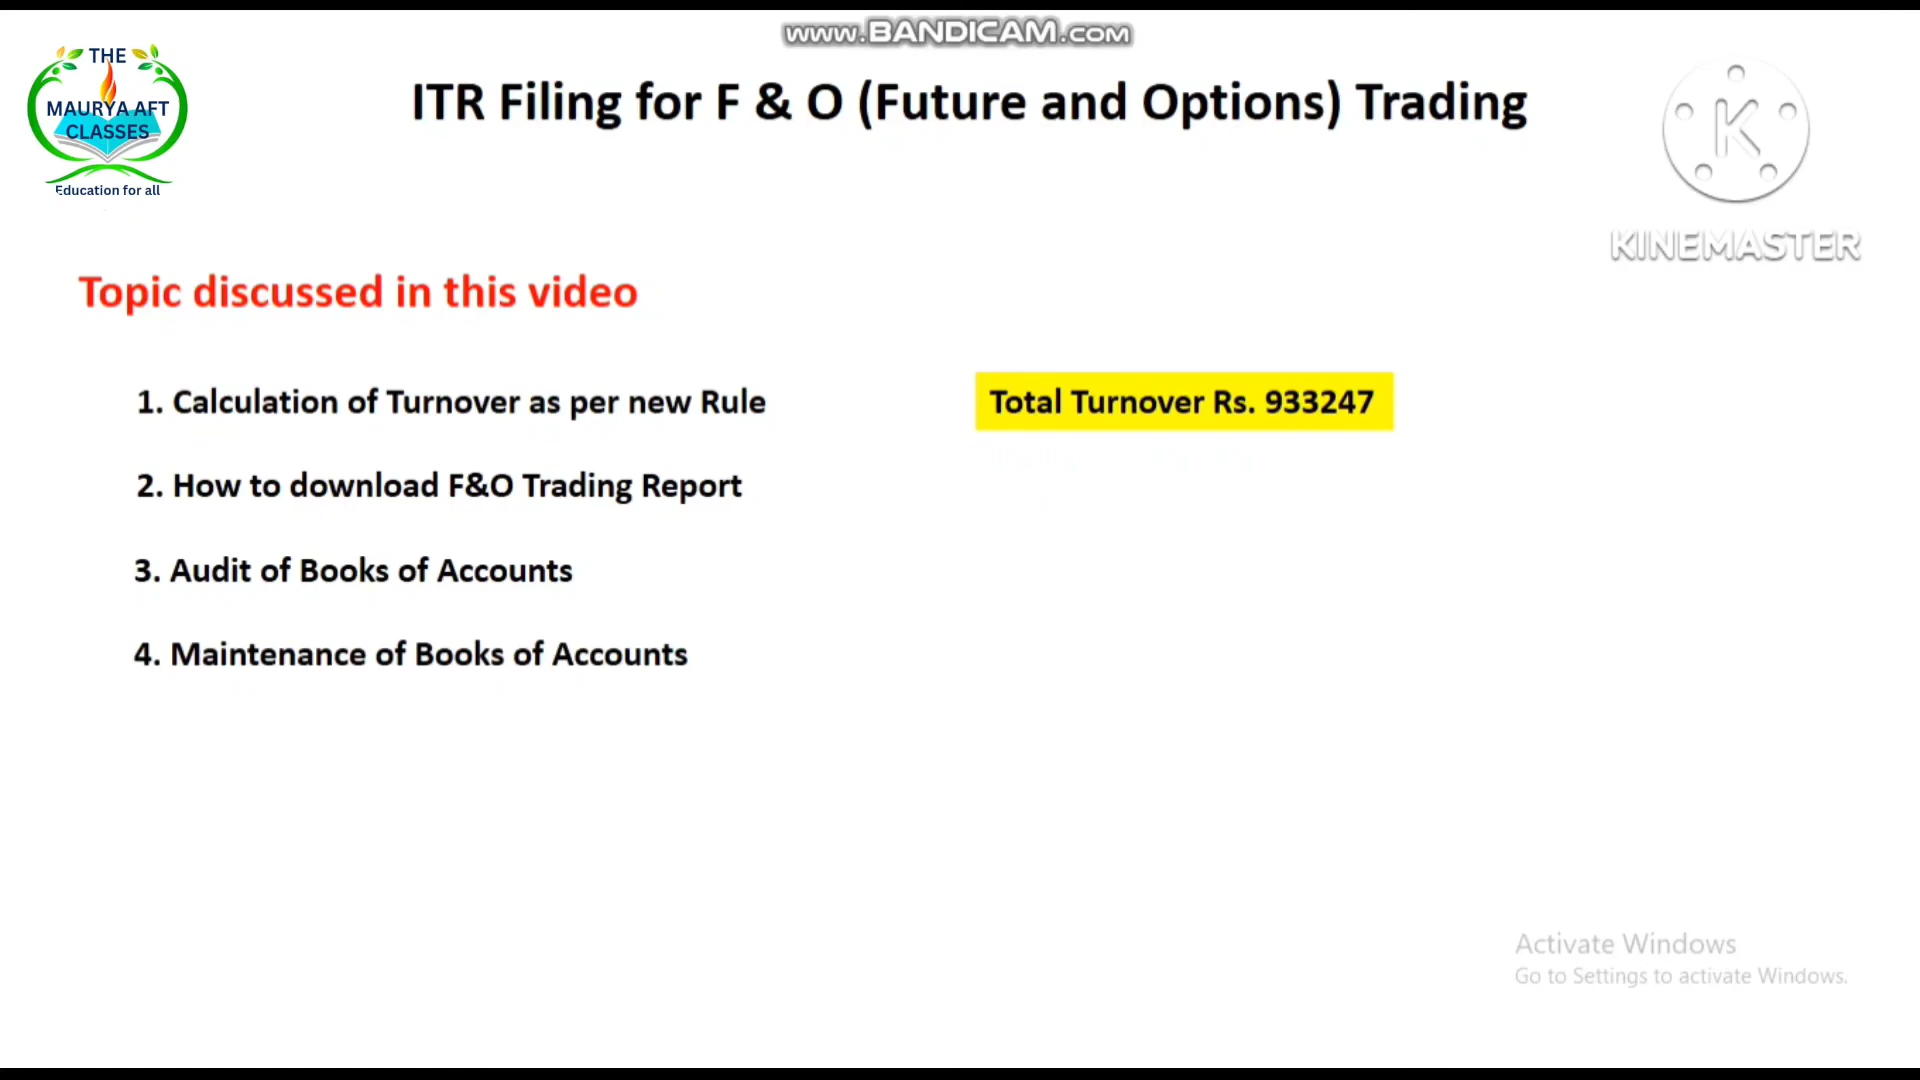 www.BANDICAM.com
THE
MAURYA AFT
CLASSES
Education for all
ITR Filing for F & O (Future and Options) Trading
K
KINEMASTER
Topic discussed in this video
1. Calculation of Turnover as per new Rule
Total Turnover Rs. 933247
2. How to download F&O Trading Report
3. Audit of Books of Accounts
4. Maintenance of Books of Accounts
Activate Windows
Go to Settings to activate Windows.